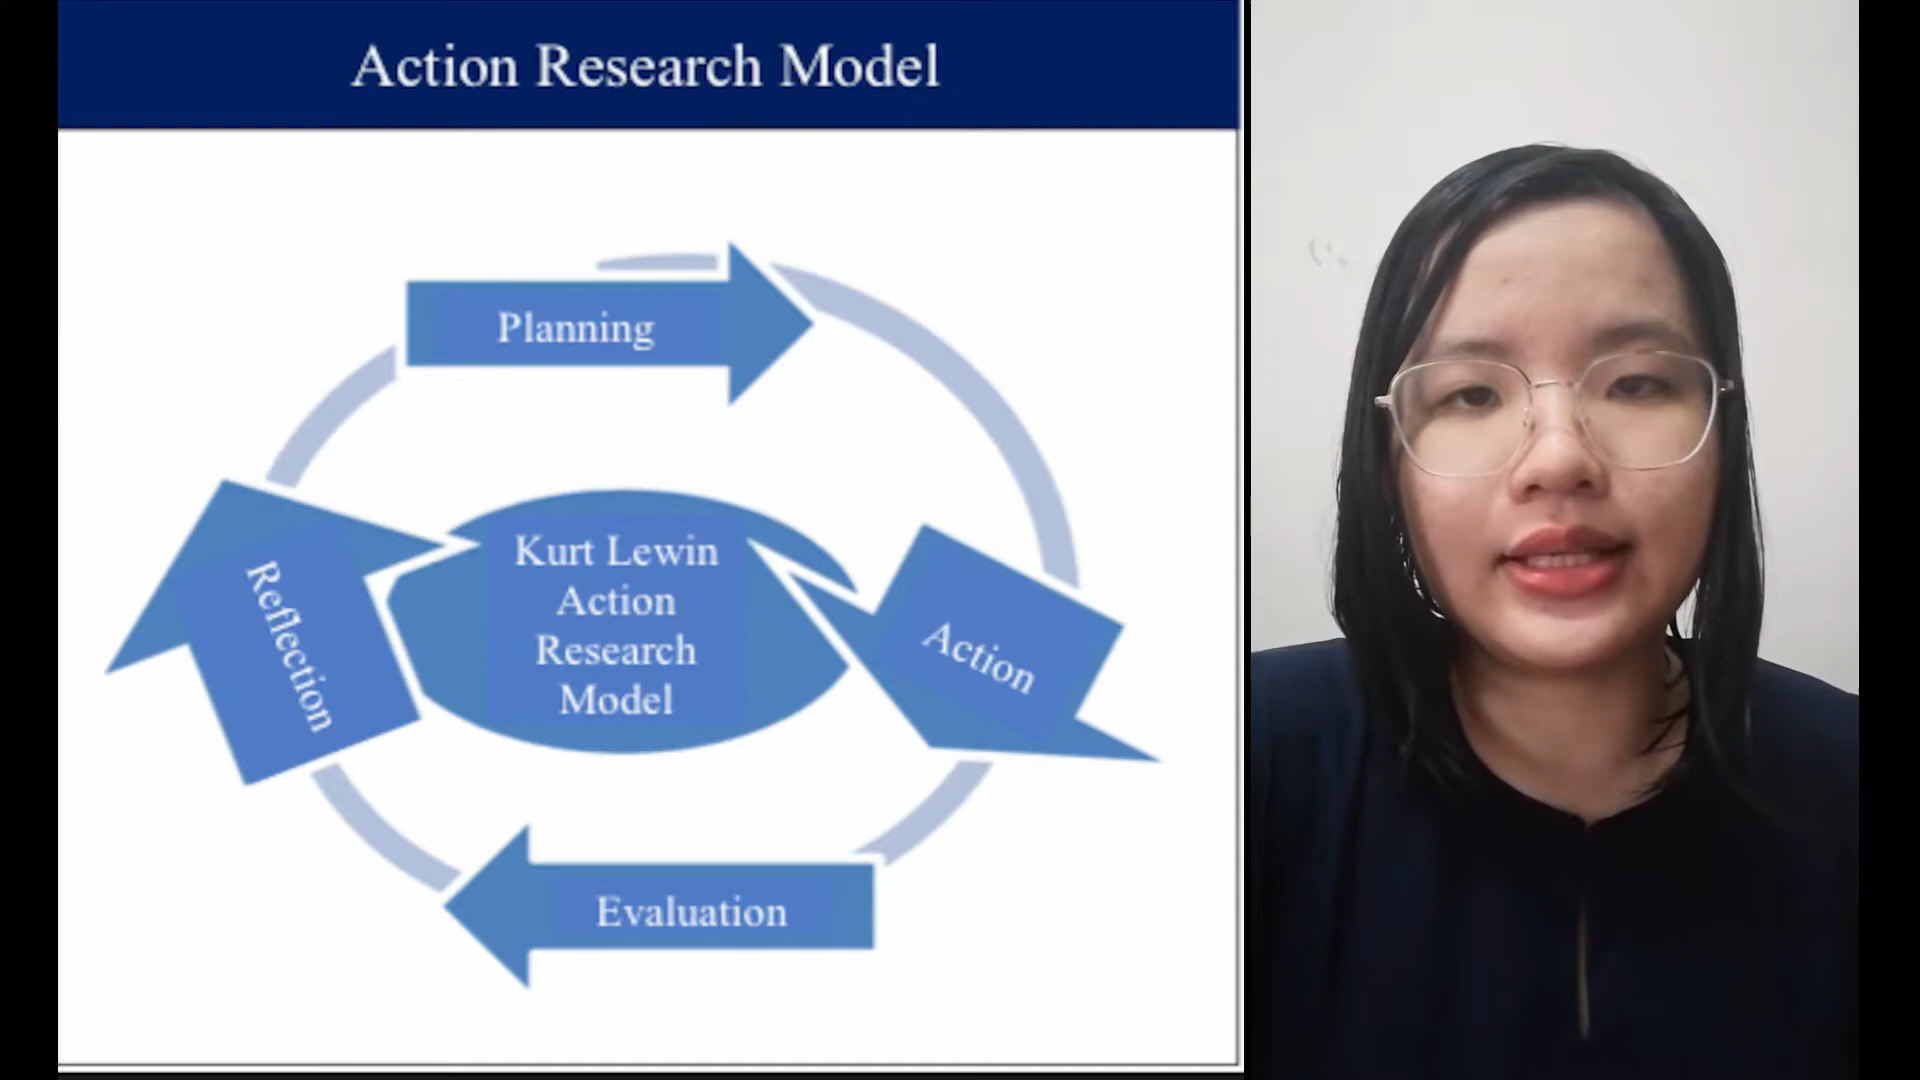 Action Research Model
Planning
Kurt Lewin
Action
Research
Model
Action
Reflection
Evaluation